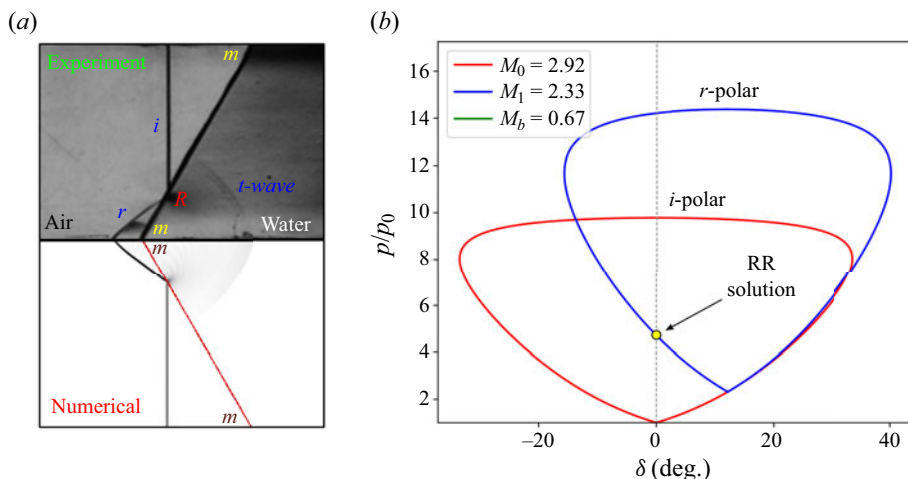 (a)
Experiment
m
i
t-wave
R
r
Air
m
Water
m
Numerical
m
(b)
M0 = 2.92
M1 = 2.33
Mb = 0.67
r-polar
i-polar
RR
solution
p/p0
16
14
12
10
8
6
4
2
−20
0
20
40
δ (deg.)